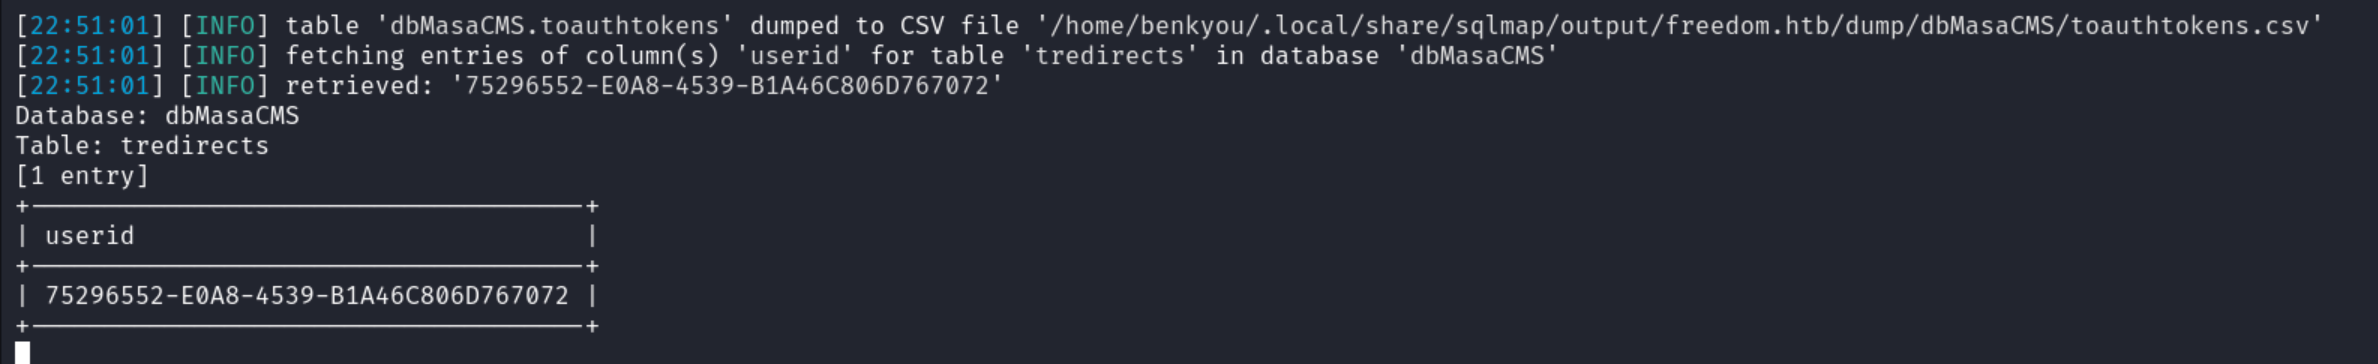 [22:51:01] [INFO] table 'dbMasaCMS.toauthtokens' dumped to CSV file '/home/benkyou/.local/share/sqlmap/output/freedom.htb/dump/dbMasaCMS/toauthtokens.csv'
[22:51:01] [INFO] fetching entries of column(s) 'userid' for table 'tredirects' in database 'dbMasaCMS'
[22:51:01] [INFO] retrieved: '75296552-E0A8-4539-B1A46C806D767072'
Database: dbMasaCMS
Table: tredirects
[1 entry]
+--------------------------------------+
| userid |
+--------------------------------------+
| 75296552-E0A8-4539-B1A46C806D767072 |
+--------------------------------------+